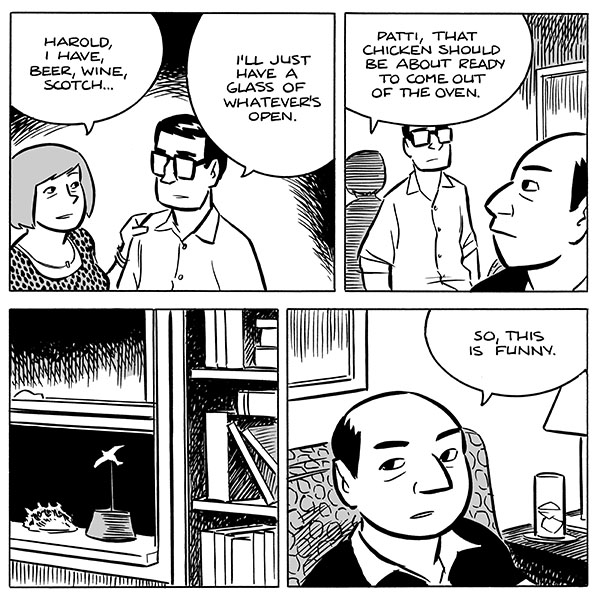 HAROLD,
I HAVE,
BEER, WINE,
SCOTCH...
I'LL JUST
HAVE A
GLASS OF
WHATEVER'S
OPEN.
PATTI, THAT
CHICKEN SHOULD
BE ABOUT READY
TO COME OUT
OF THE OVEN.
SO, THIS
IS FUNNY.